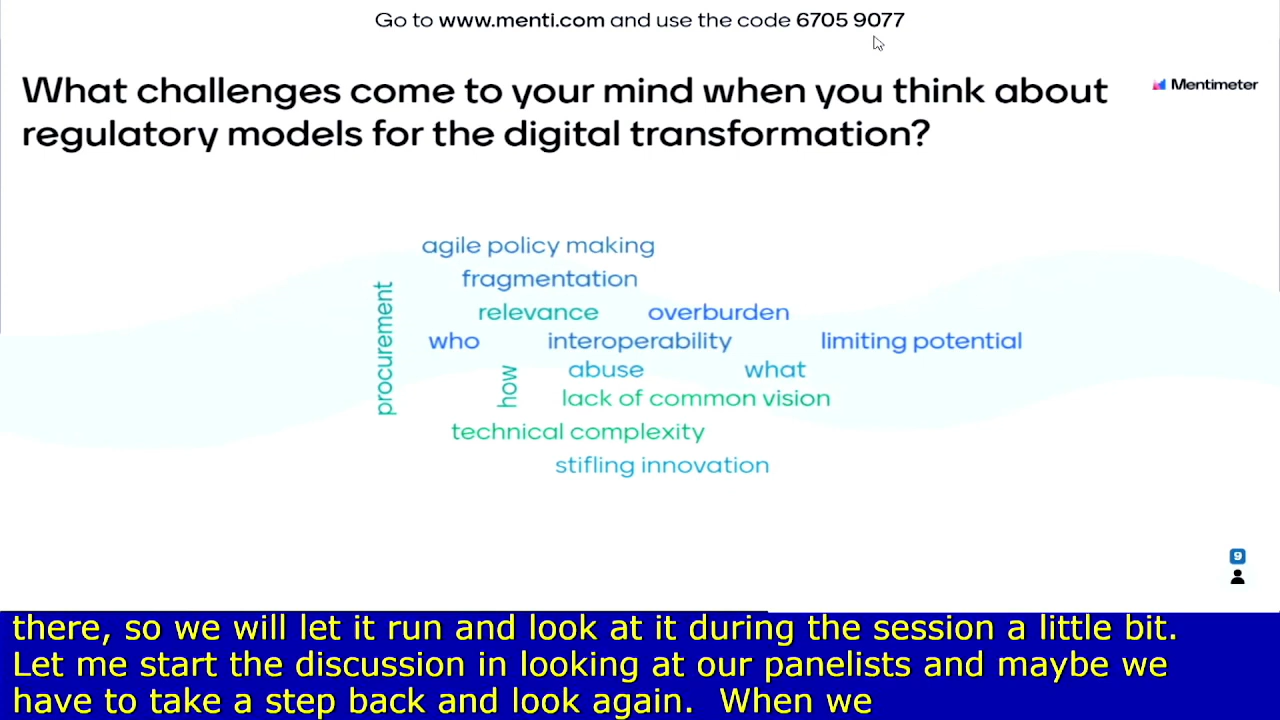 Go to www.menti.com and use the code 6705 9077
What challenges come to your mind when you think about
regulatory models for the digital transformation?
Mentimeter
agile policy making
fragmentation
procurement
relevance
overburden
who
interoperability
limiting potential
how
abuse
what
lack of common vision
technical complexity
stifling innovation
9
there, so we will let it run and look at it during the session a little bit.
Let me start the discussion in looking at our panelists and maybe we
have to take a step back and look again.  When we